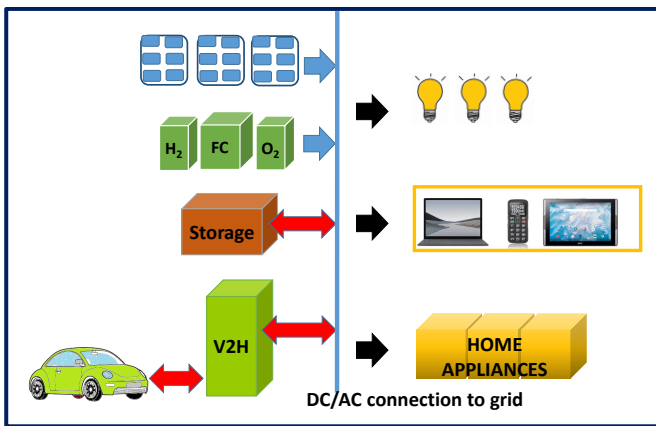 H₂ FC O₂
Storage
V2H
HOME
APPLIANCES
DC/AC connection to grid